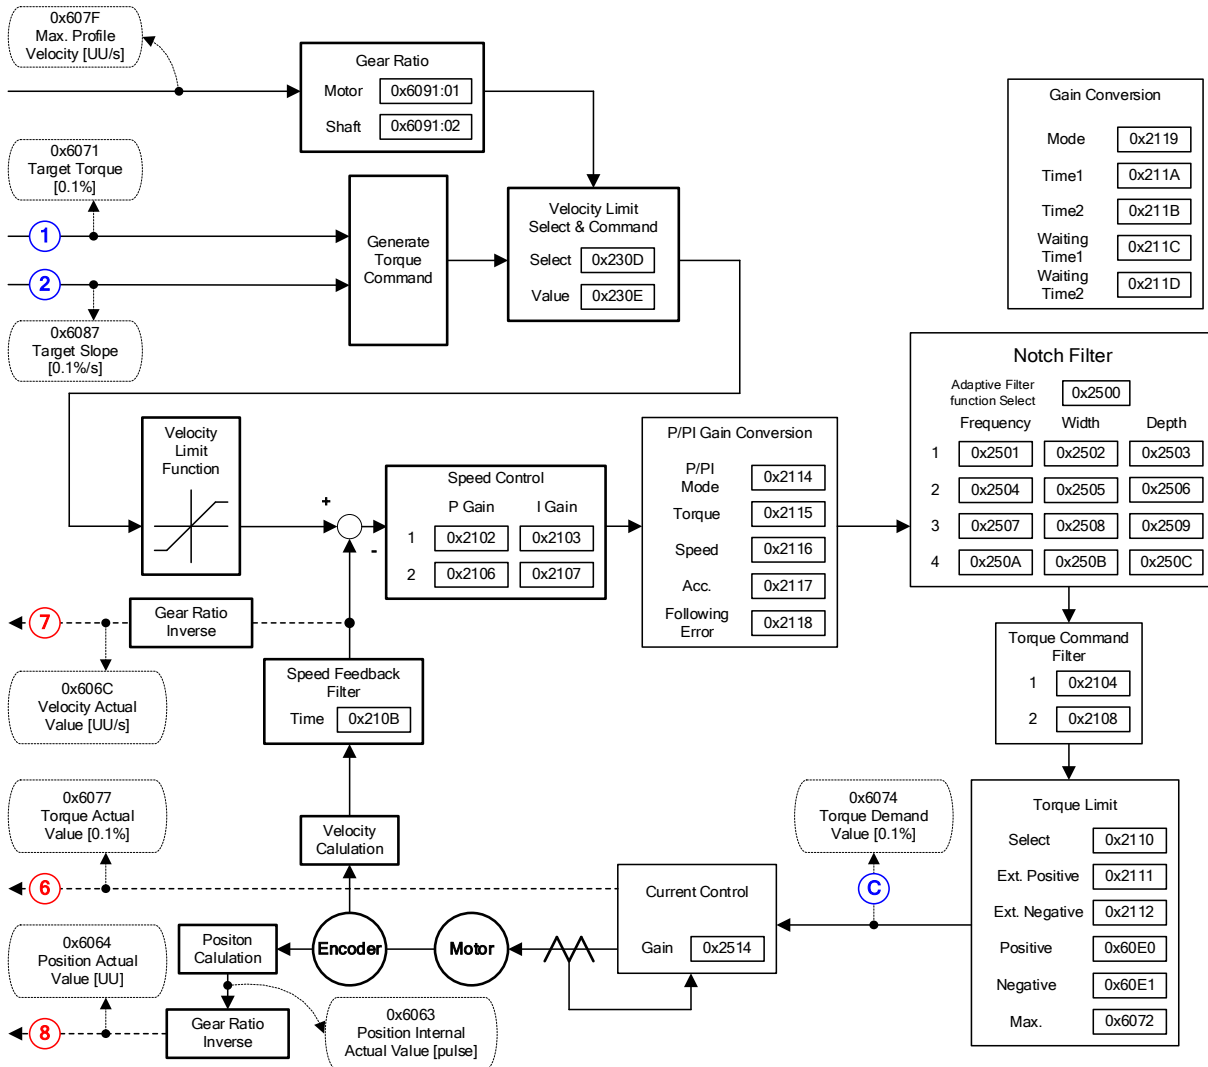 0x607F
Max. Profile
Velocity [UU/s]
Gear Ratio
Motor 0x6091:01
Shaft 0x6091:02
Gain Conversion
Mode 0x2119
Time1 0x211A
Time2 0x211B
Waiting
Time1 0x211C
Waiting
Time2 0x211D
0x6071
Target Torque
[0.1%]
1
2
0x6087
Target Slope
[0.1%/s]
Generate
Torque
Command
Velocity Limit
Select & Command
Select 0x230D
Value 0x230E
Notch Filter
Adaptive Filter
function Select 0x2500
Frequency Width Depth
1 0x2501 0x2502 0x2503
2 0x2504 0x2505 0x2506
3 0x2507 0x2508 0x2509
4 0x250A 0x250B 0x250C
Velocity
Limit
Function
+
-
Speed Control
P Gain I Gain
1 0x2102 0x2103
2 0x2106 0x2107
P/PI Gain Conversion
P/PI
Mode 0x2114
Torque 0x2115
Speed 0x2116
Acc. 0x2117
Following
Error 0x2118
7
Gear Ratio
Inverse
0x606C
Velocity Actual
Value [UU/s]
Speed Feedback
Filter
Time 0x210B
Torque Command
Filter
1 0x2104
2 0x2108
0x6077
Torque Actual
Value [0.1%]
Velocity
Calulation
0x6074
Torque Demand
Value [0.1%]
Torque Limit
Select 0x2110
Ext. Positive 0x2111
Ext. Negative 0x2112
Positive 0x60E0
Negative 0x60E1
Max. 0x6072
6
C
Current Control
Gain 0x2514
0x6064
Position Actual
Value [UU]
Positon
Calulation
Encoder
Motor
8
Gear Ratio
Inverse
0x6063
Position Internal
Actual Value [pulse]